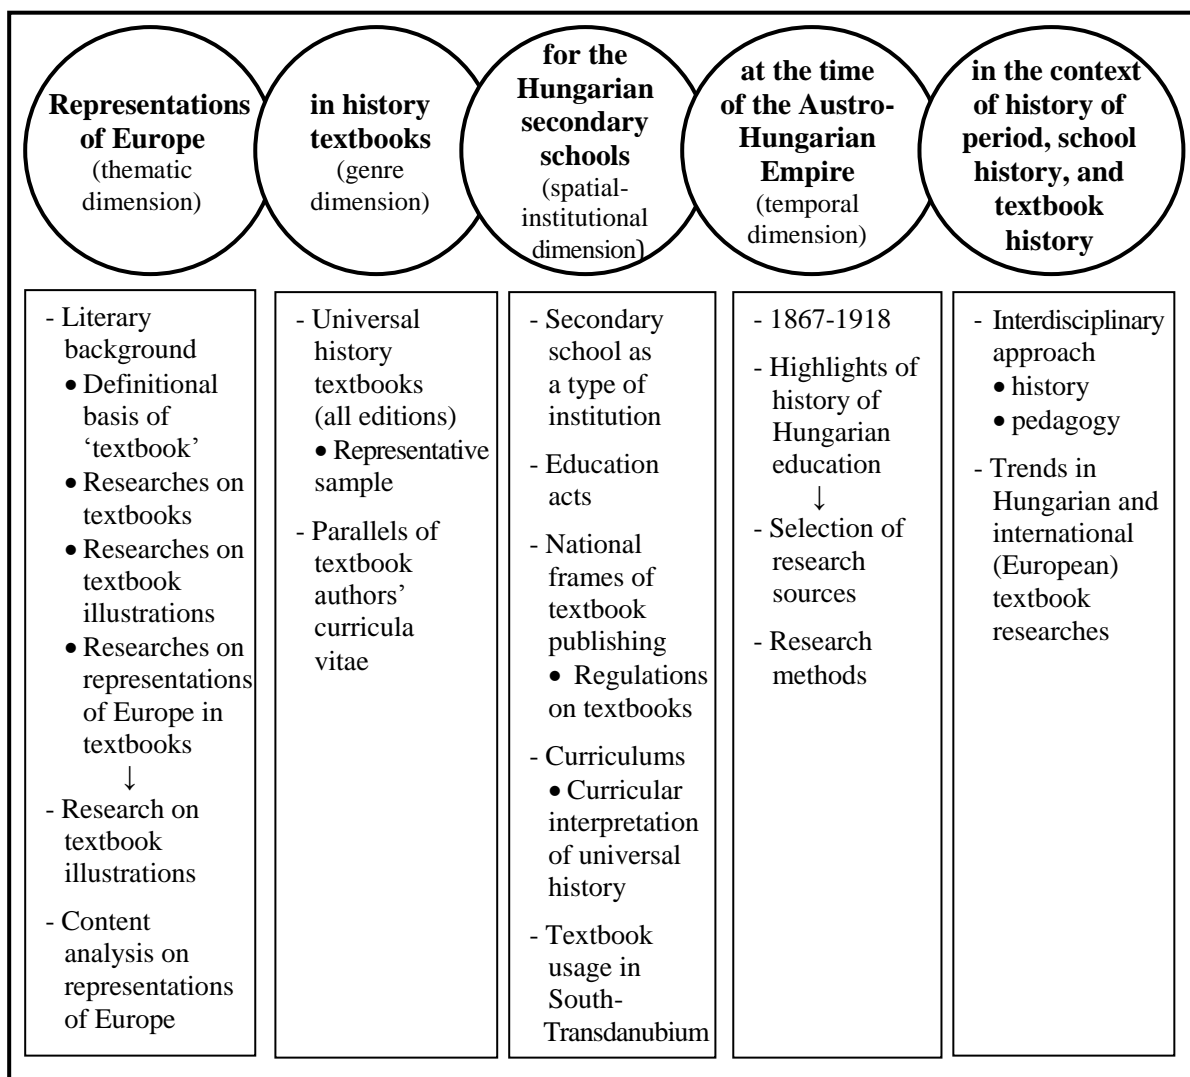 Representations
of Europe
(thematic
dimension)
in history
textbooks
(genre
dimension)
for the
Hungarian
secondary
schools
(spatial-
institutional
dimension)
at the time
of the Austro-
Hungarian
Empire
(temporal
dimension)
in the context
of history of
period, school
history, and
textbook
history
- Literary
background
• Definitional
basis of
‘textbook’
• Researches on
textbooks
• Researches on
textbook
illustrations
• Researches on
representations
of Europe in
textbooks
↓
- Research on
textbook
illustrations
- Content
analysis on
representations
of Europe
- Universal
history
textbooks
(all editions)
• Representative
sample
- Parallels of
textbook
authors’
curricula
vitae
- Secondary
school as
a type of
institution
- Education
acts
- National
frames of
textbook
publishing
• Regulations
on textbooks
- Curriculums
• Curricular
interpretation
of universal
history
- Textbook
usage in
South-
Transdanubium
- 1867-1918
- Highlights of
history of
Hungarian
education
↓
- Selection of
research
sources
- Research
methods
- Interdisciplinary
approach
• history
• pedagogy
- Trends in
Hungarian and
international
(European)
textbook
researches